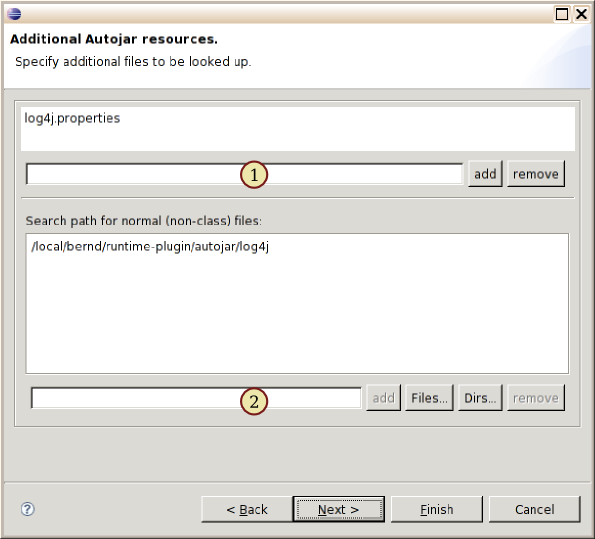 Additional Autojar resources.
Specify additional files to be looked up.
log4j.properties
1
add
remove
Search path for normal (non-class) files:
/local/bernd/runtime-plugin/autojar/log4j
2
add
Files...
Dirs...
remove
?
< Back
Next >
Finish
Cancel